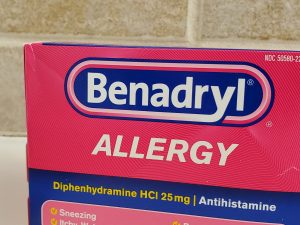 NDC 50580-22
Benadryl®
ALLERGY
Diphenhydramine HCl 25mg | Antihistamine
Sneezing